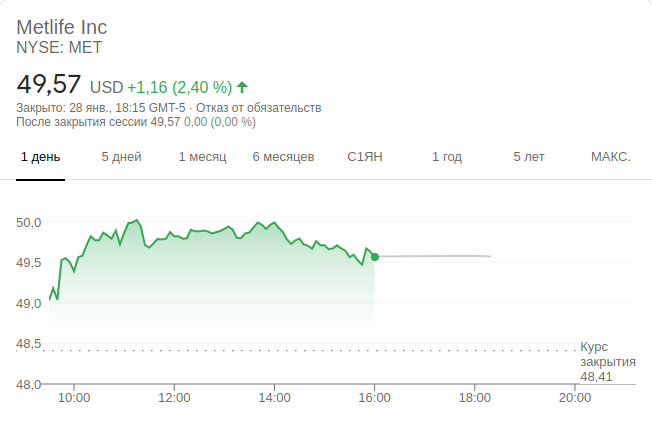 Metlife Inc
NYSE: MET
49,57 USD +1,16 (2,40 %)
Закрыто: 28 янв., 18:15 GMT-5 · Отказ от обязательств
После закрытия сессии 49,57 0,00 (0,00 %)
1 день 5 дней 1 месяц 6 месяцев С1ЯН 1 год 5 лет МАКС.
50,0
49,5
49,0
48,5
Курс
закрытия
48,41
48,0
10:00 12:00 14:00 16:00 18:00 20:00